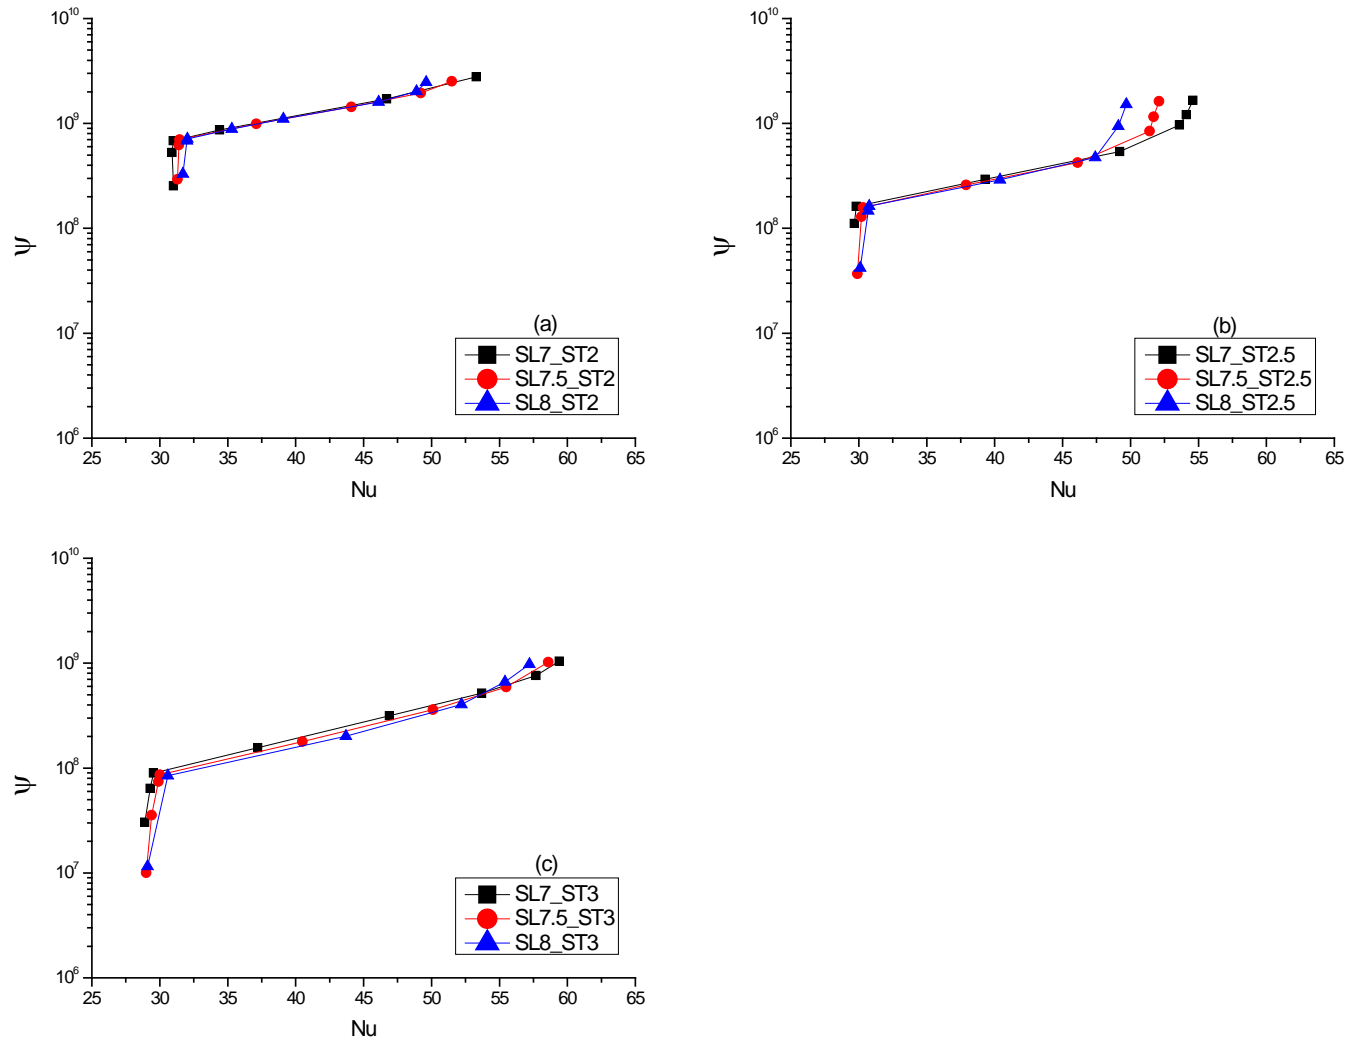 10^10
10^9
10^8
10^7
10^6
ψ
25 30 35 40 45 50 55 60 65
Nu
(a)
SL7_ST2
SL7.5_ST2
SL8_ST2
10^10
10^9
10^8
10^7
10^6
ψ
25 30 35 40 45 50 55 60 65
Nu
(b)
SL7_ST2.5
SL7.5_ST2.5
SL8_ST2.5
10^10
10^9
10^8
10^7
10^6
ψ
25 30 35 40 45 50 55 60 65
Nu
(c)
SL7_ST3
SL7.5_ST3
SL8_ST3